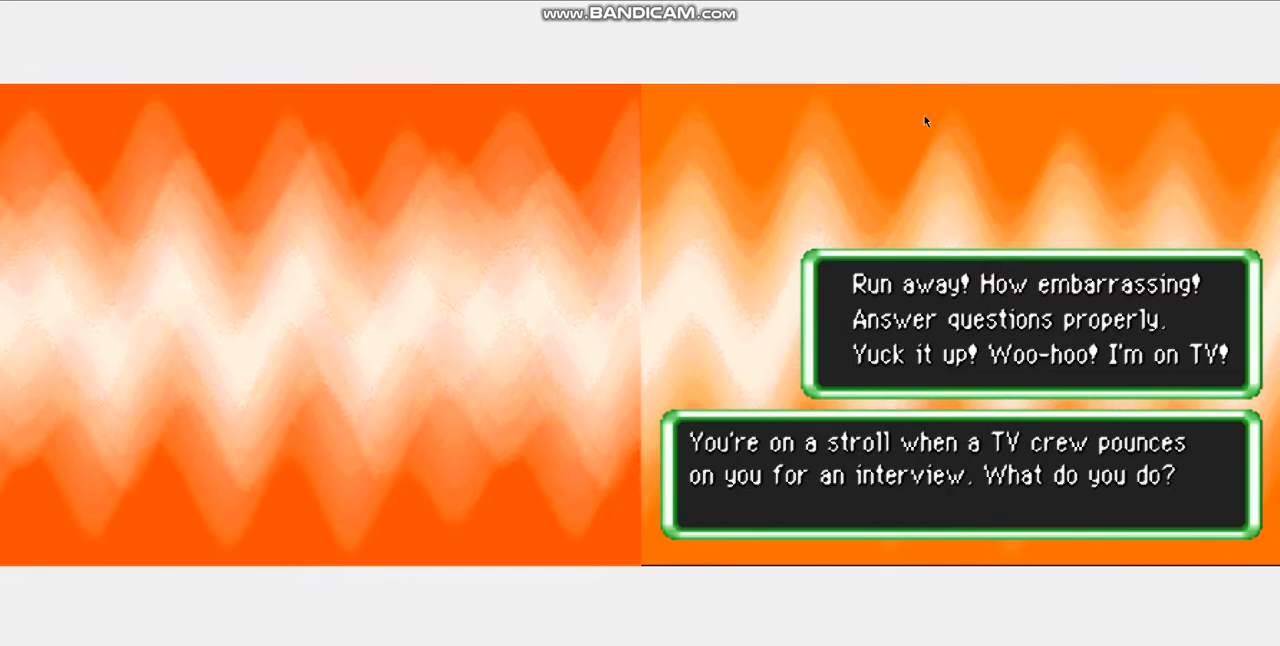 www.BANDICAM.com
Run away! How embarrassing!
Answer questions properly.
Yuck it up! Woo-hoo! I'm on TV!
You're on a stroll when a TV crew pounces
on you for an interview. What do you do?